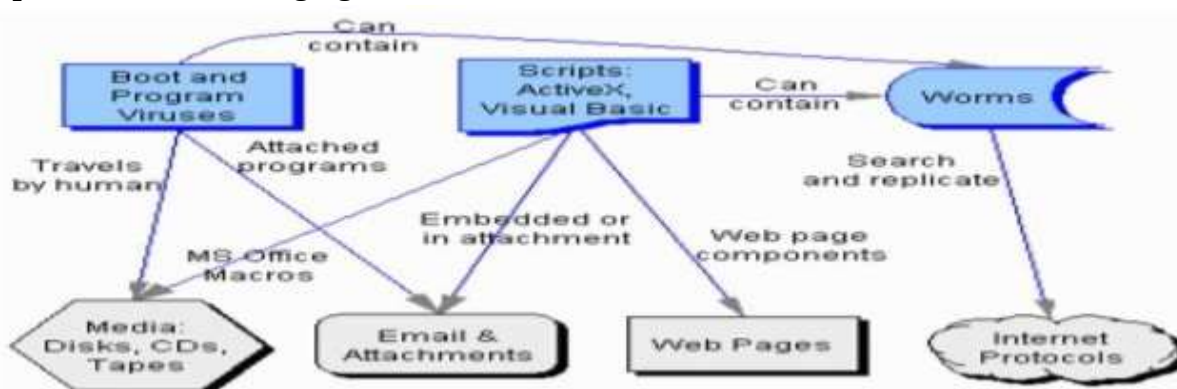 Can
contain
Boot and
Program
Viruses
Scripts:
ActiveX,
Visual Basic
Can
contain
Worms
Travels
by human
Attached
programs
Search
and replicate
Embedded or
in attachment
Web page
components
MS Office
Macros
Media:
Disks, CDs,
Tapes
Email &
Attachments
Web Pages
Internet
Protocols